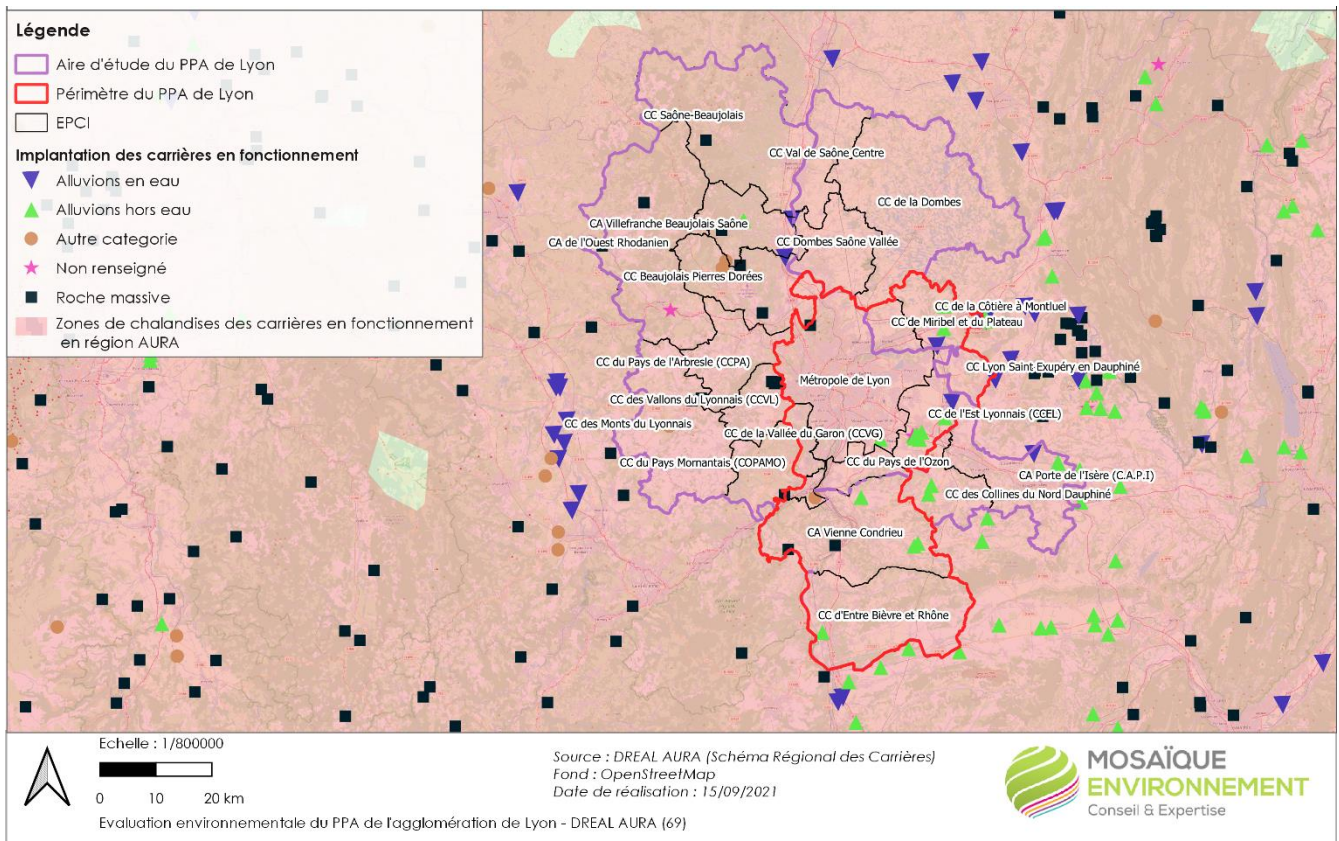 Légende
Aire d'étude du PPA de Lyon
Périmètre du PPA de Lyon
EPCI
Implantation des carrières en fonctionnement
Alluvions en eau
Alluvions hors eau
Autre categorie
Non renseigné
Roche massive
Zones de chalandises des carrières en fonctionnement
en région AURA
CC Saône-Beaujolais
CC Val de Saône Centre
CC de la Dombes
CA Villefranche Beaujolais Saône
CA de l'Ouest Rhodanien
CC Dombes Saône Vallée
CC Beaujolais Pierres Dorées
CC de la Côtière à Montluel
CC de Miribel et du Plateau
CC du Pays de l'Arbresle (CCPA)
CC Lyon Saint Exupéry en Dauphiné
Métropole de Lyon
CC des Vallons du Lyonnais (CCVL)
CC de l'Est Lyonnais (CCEL)
CC des Monts du Lyonnais
CC de la Vallée du Garon (CCVG)
CC du Pays Mornantais (COPAMO)
CC du Pays de l'Ozon
CA Porte de l'Isère (C.A.P.I)
CC des Collines du Nord Dauphiné
CA Vienne Condrieu
CC d'Entre Bièvre et Rhône
Echelle : 1/800000
0 10 20 km
Source : DREAL AURA (Schéma Régional des Carrières)
Fond : OpenStreetMap
Date de réalisation : 15/09/2021
Evaluation environnementale du PPA de l'agglomération de Lyon - DREAL AURA (69)
MOSAÏQUE
ENVIRONNEMENT
Conseil & Expertise